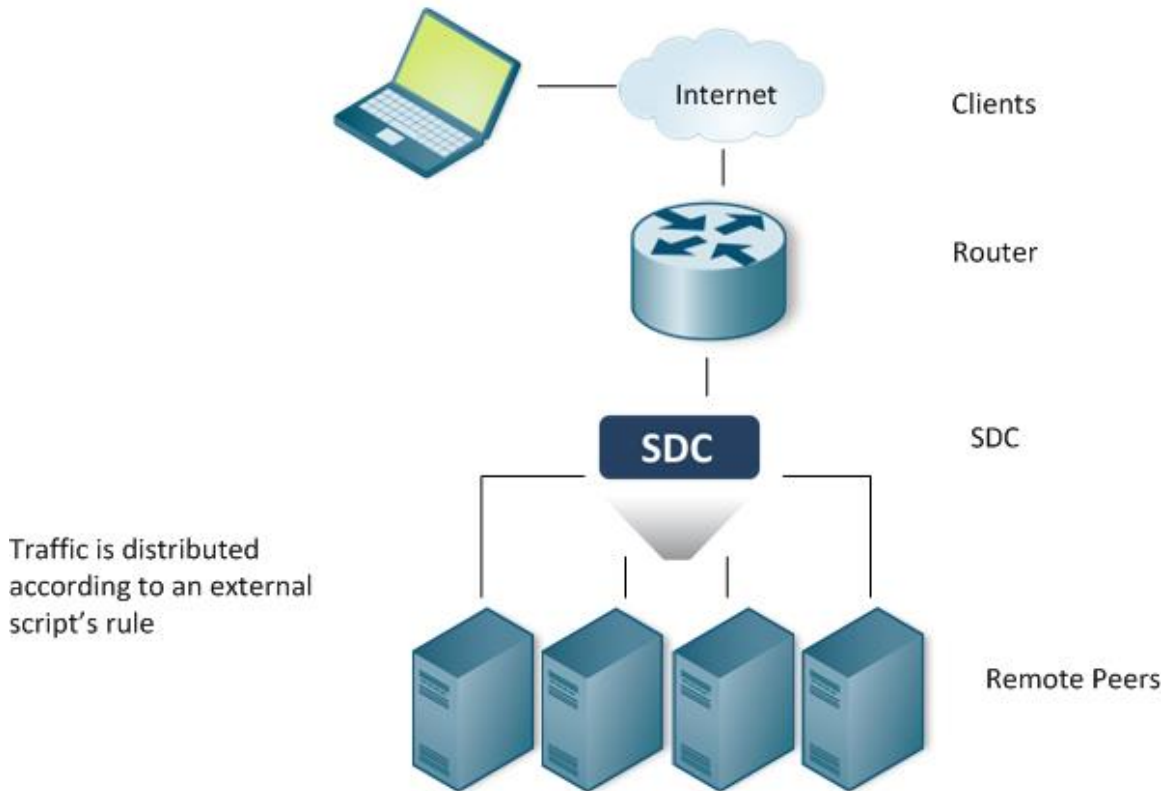 Internet
Clients
Router
SDC
SDC
Traffic is distributed
according to an external
script’s rule
Remote Peers